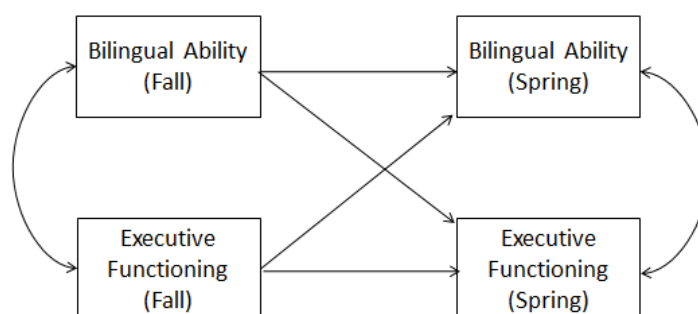 Bilingual Ability
(Fall)
Bilingual Ability
(Spring)
Executive
Functioning
(Fall)
Executive
Functioning
(Spring)